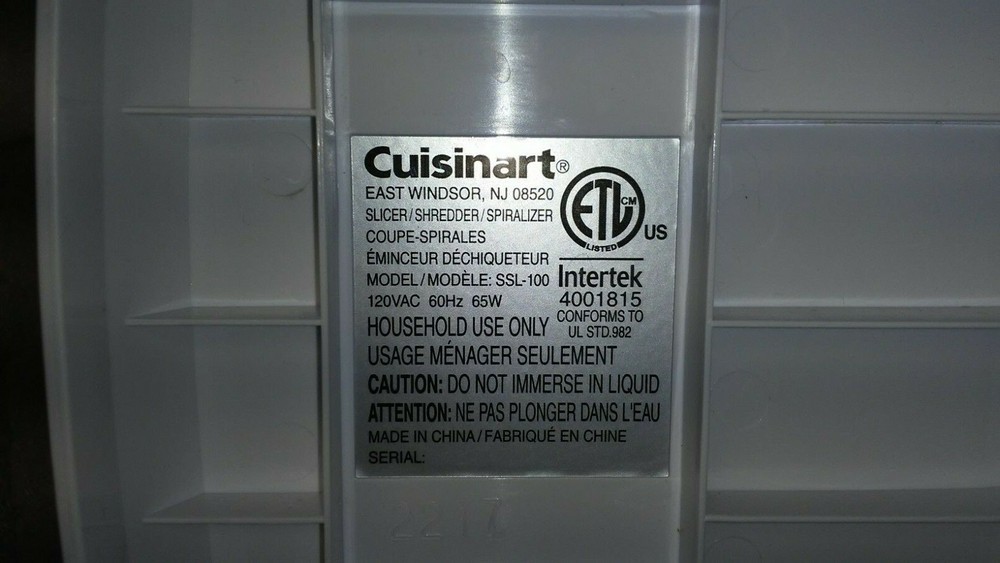 Cuisinart®
EAST WINDSOR, NJ 08520
SLICER/SHREDDER/SPIRALIZER
COUPE-SPIRALES
ÉMINCEUR DÉCHIQUETEUR
MODEL/MODÈLE: SSL-100
120VAC 60Hz 65W
HOUSEHOLD USE ONLY
USAGE MÉNAGER SEULEMENT
CAUTION: DO NOT IMMERSE IN LIQUID
ATTENTION: NE PAS PLONGER DANS L'EAU
MADE IN CHINA/FABRIQUÉ EN CHINE
SERIAL:
ETL CM
LISTED
US
Intertek
4001815
CONFORMS TO
UL STD.982
2217